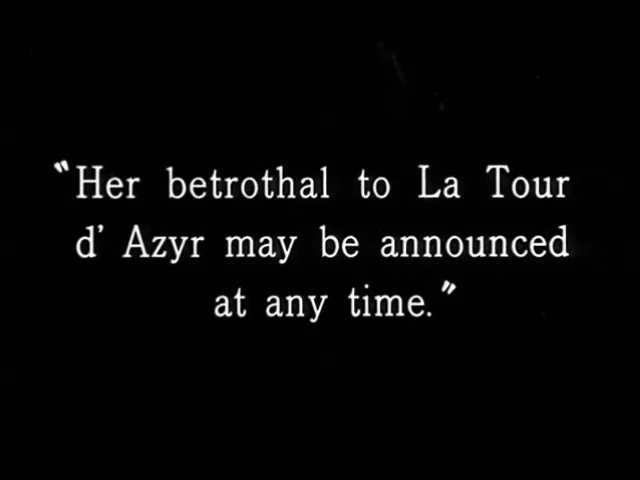 "Her betrothal to La Tour
d' Azyr may be announced
at any time."